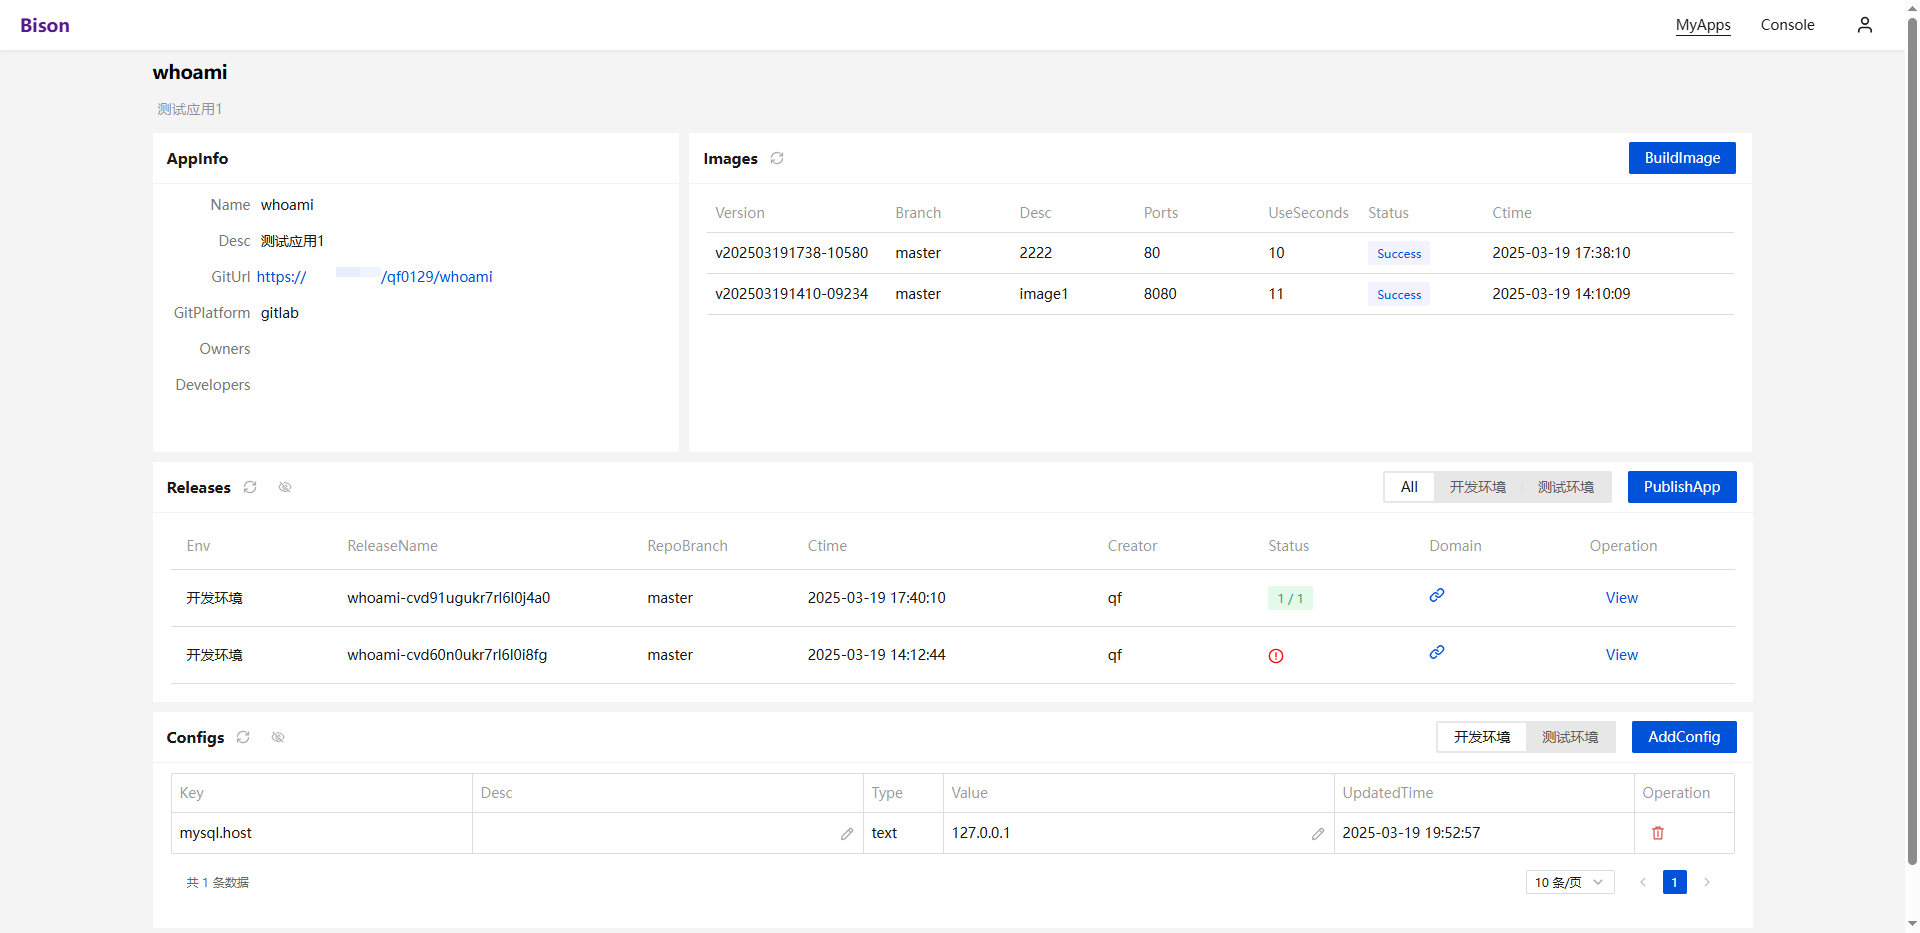 Bison
MyApps Console
whoami
测试应用1
AppInfo
Name whoami
Desc 测试应用1
GitUrl https:// /qf0129/whoami
GitPlatform gitlab
Owners
Developers
Images BuildImage
Version Branch Desc Ports UseSeconds Status Ctime
v202503191738-10580 master 2222 80 10 Success 2025-03-19 17:38:10
v202503191410-09234 master image1 8080 11 Success 2025-03-19 14:10:09
Releases All 开发环境 测试环境 PublishApp
Env ReleaseName RepoBranch Ctime Creator Status Domain Operation
开发环境 whoami-cvd91ugukr7rl6l0j4a0 master 2025-03-19 17:40:10 qf 1 / 1 View
开发环境 whoami-cvd60n0ukr7rl6l0i8fg master 2025-03-19 14:12:44 qf View
Configs 开发环境 测试环境 AddConfig
Key Desc Type Value UpdatedTime Operation
mysql.host text 127.0.0.1 2025-03-19 19:52:57
共 1 条数据 10 条/页 1